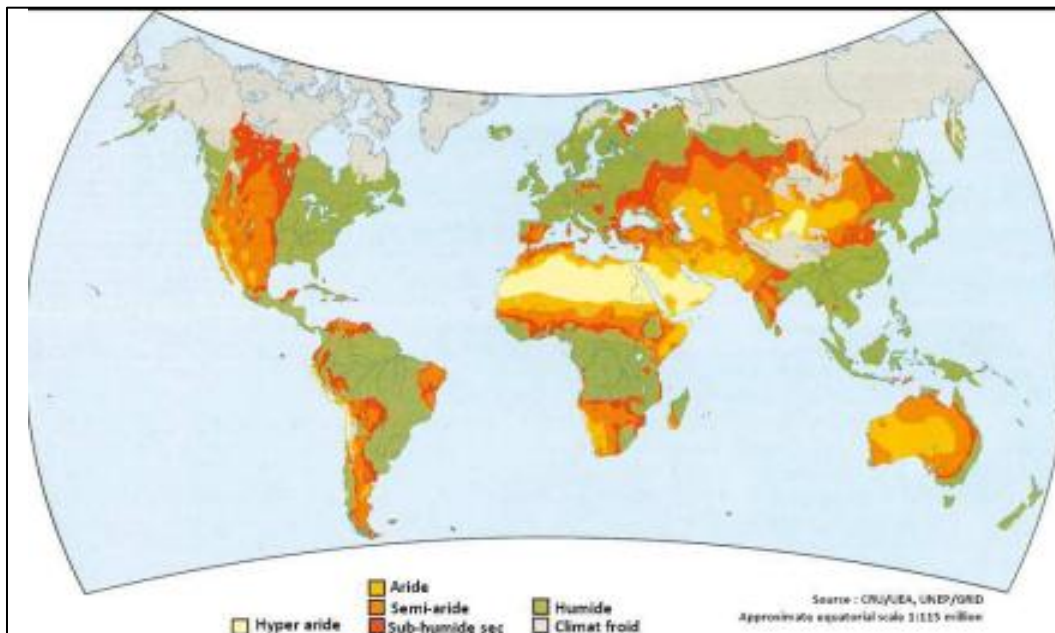 Aride
Semi-aride
Sub-humide sec
Hyper aride
Humide
Climat froid
Source : CRU/UEA, UNEP/GRID
Approximate equatorial scale 1:115 million